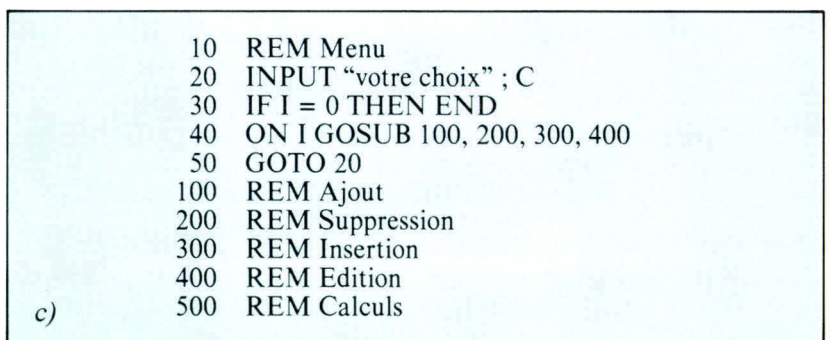 10 REM Menu
20 INPUT “votre choix” ; C
30 IF I = 0 THEN END
40 ON I GOSUB 100, 200, 300, 400
50 GOTO 20
100 REM Ajout
200 REM Suppression
300 REM Insertion
400 REM Edition
c) 500 REM Calculs